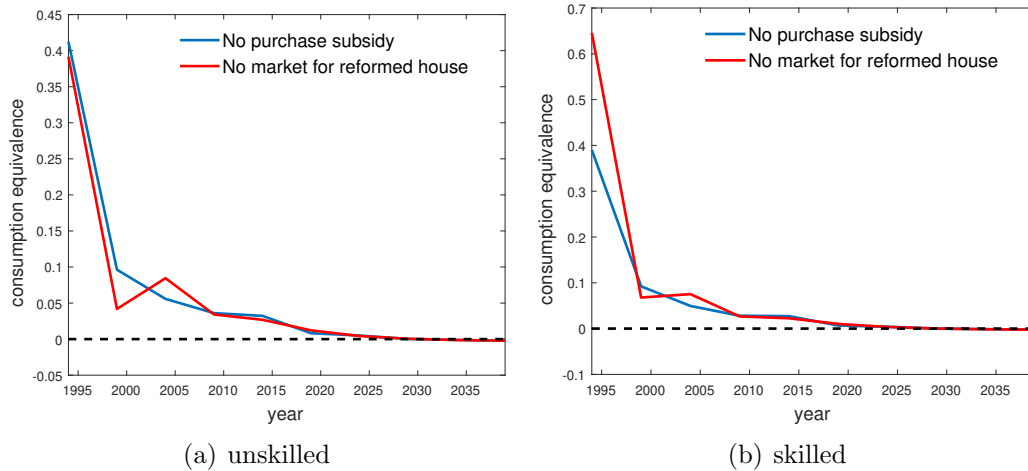 No purchase subsidy
No market for reformed house
consumption equivalence
0.45
0.4
0.35
0.3
0.25
0.2
0.15
0.1
0.05
0
-0.05
1995 2000 2005 2010 2015 2020 2025 2030 2035
year
(a) unskilled
No purchase subsidy
No market for reformed house
consumption equivalence
0.7
0.6
0.5
0.4
0.3
0.2
0.1
0
-0.1
1995 2000 2005 2010 2015 2020 2025 2030 2035
year
(b) skilled